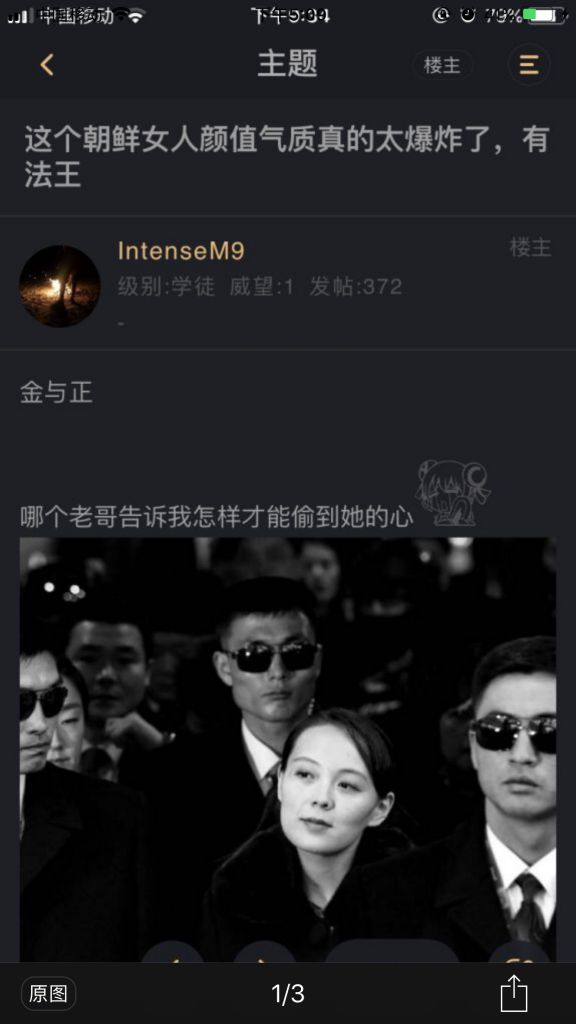 中国移动 下午5:34 79%
主题 楼主
这个朝鲜女人颜值气质真的太爆炸了，有
法王
IntenseM9 楼主
级别:学徒 威望:1 发帖:372
-
金与正
哪个老哥告诉我怎样才能偷到她的心
原图 1/3